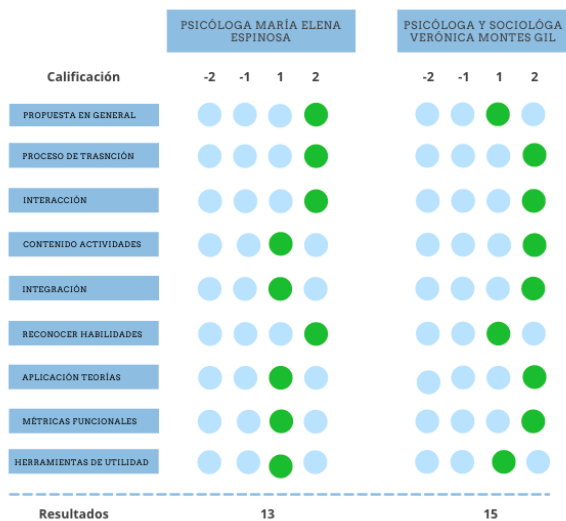 PSICÓLOGA MARÍA ELENA
ESPINOSA
PSICÓLOGA Y SOCIOLÓGA
VERÓNICA MONTES GIL
Calificación -2 -1 1 2 -2 -1 1 2
PROPUESTA EN GENERAL
PROCESO DE TRASNCIÓN
INTERACCIÓN
CONTENIDO ACTIVIDADES
INTEGRACIÓN
RECONOCER HABILIDADES
APLICACIÓN TEORÍAS
MÉTRICAS FUNCIONALES
HERRAMIENTAS DE UTILIDAD
Resultados 13 15